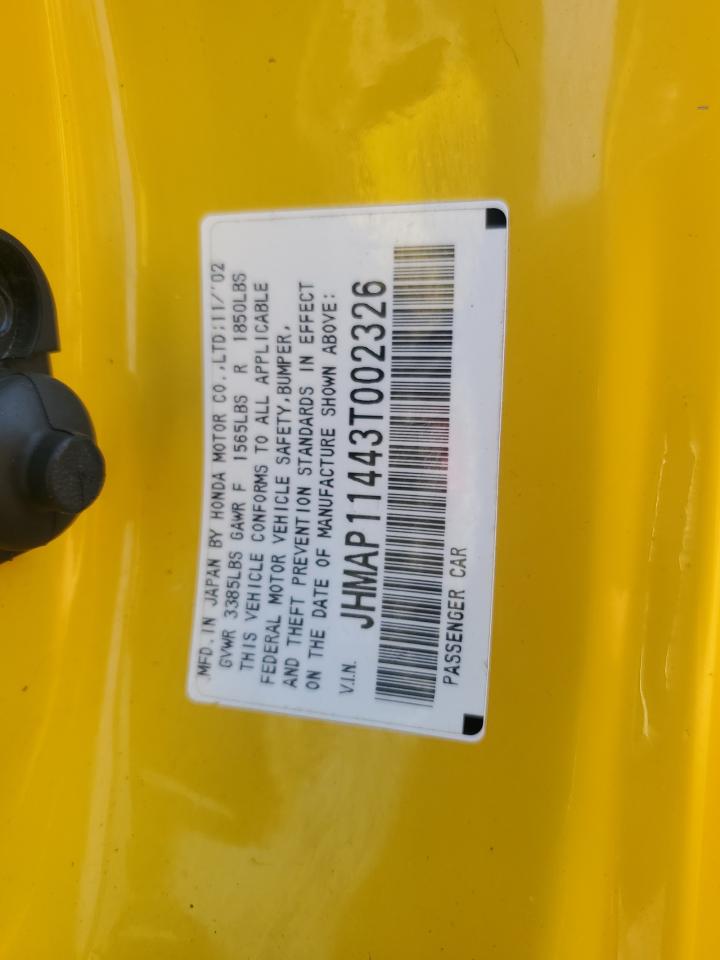 MFD. IN JAPAN BY HONDA MOTOR CO., LTD: 11/'02
GVWR 3385LBS GAWR F 1565LBS R 1850LBS
THIS VEHICLE CONFORMS TO ALL APPLICABLE
FEDERAL MOTOR VEHICLE SAFETY, BUMPER,
AND THEFT PREVENTION STANDARDS IN EFFECT
ON THE DATE OF MANUFACTURE SHOWN ABOVE:
V.I.N. JHMAP11443T002326
PASSENGER CAR